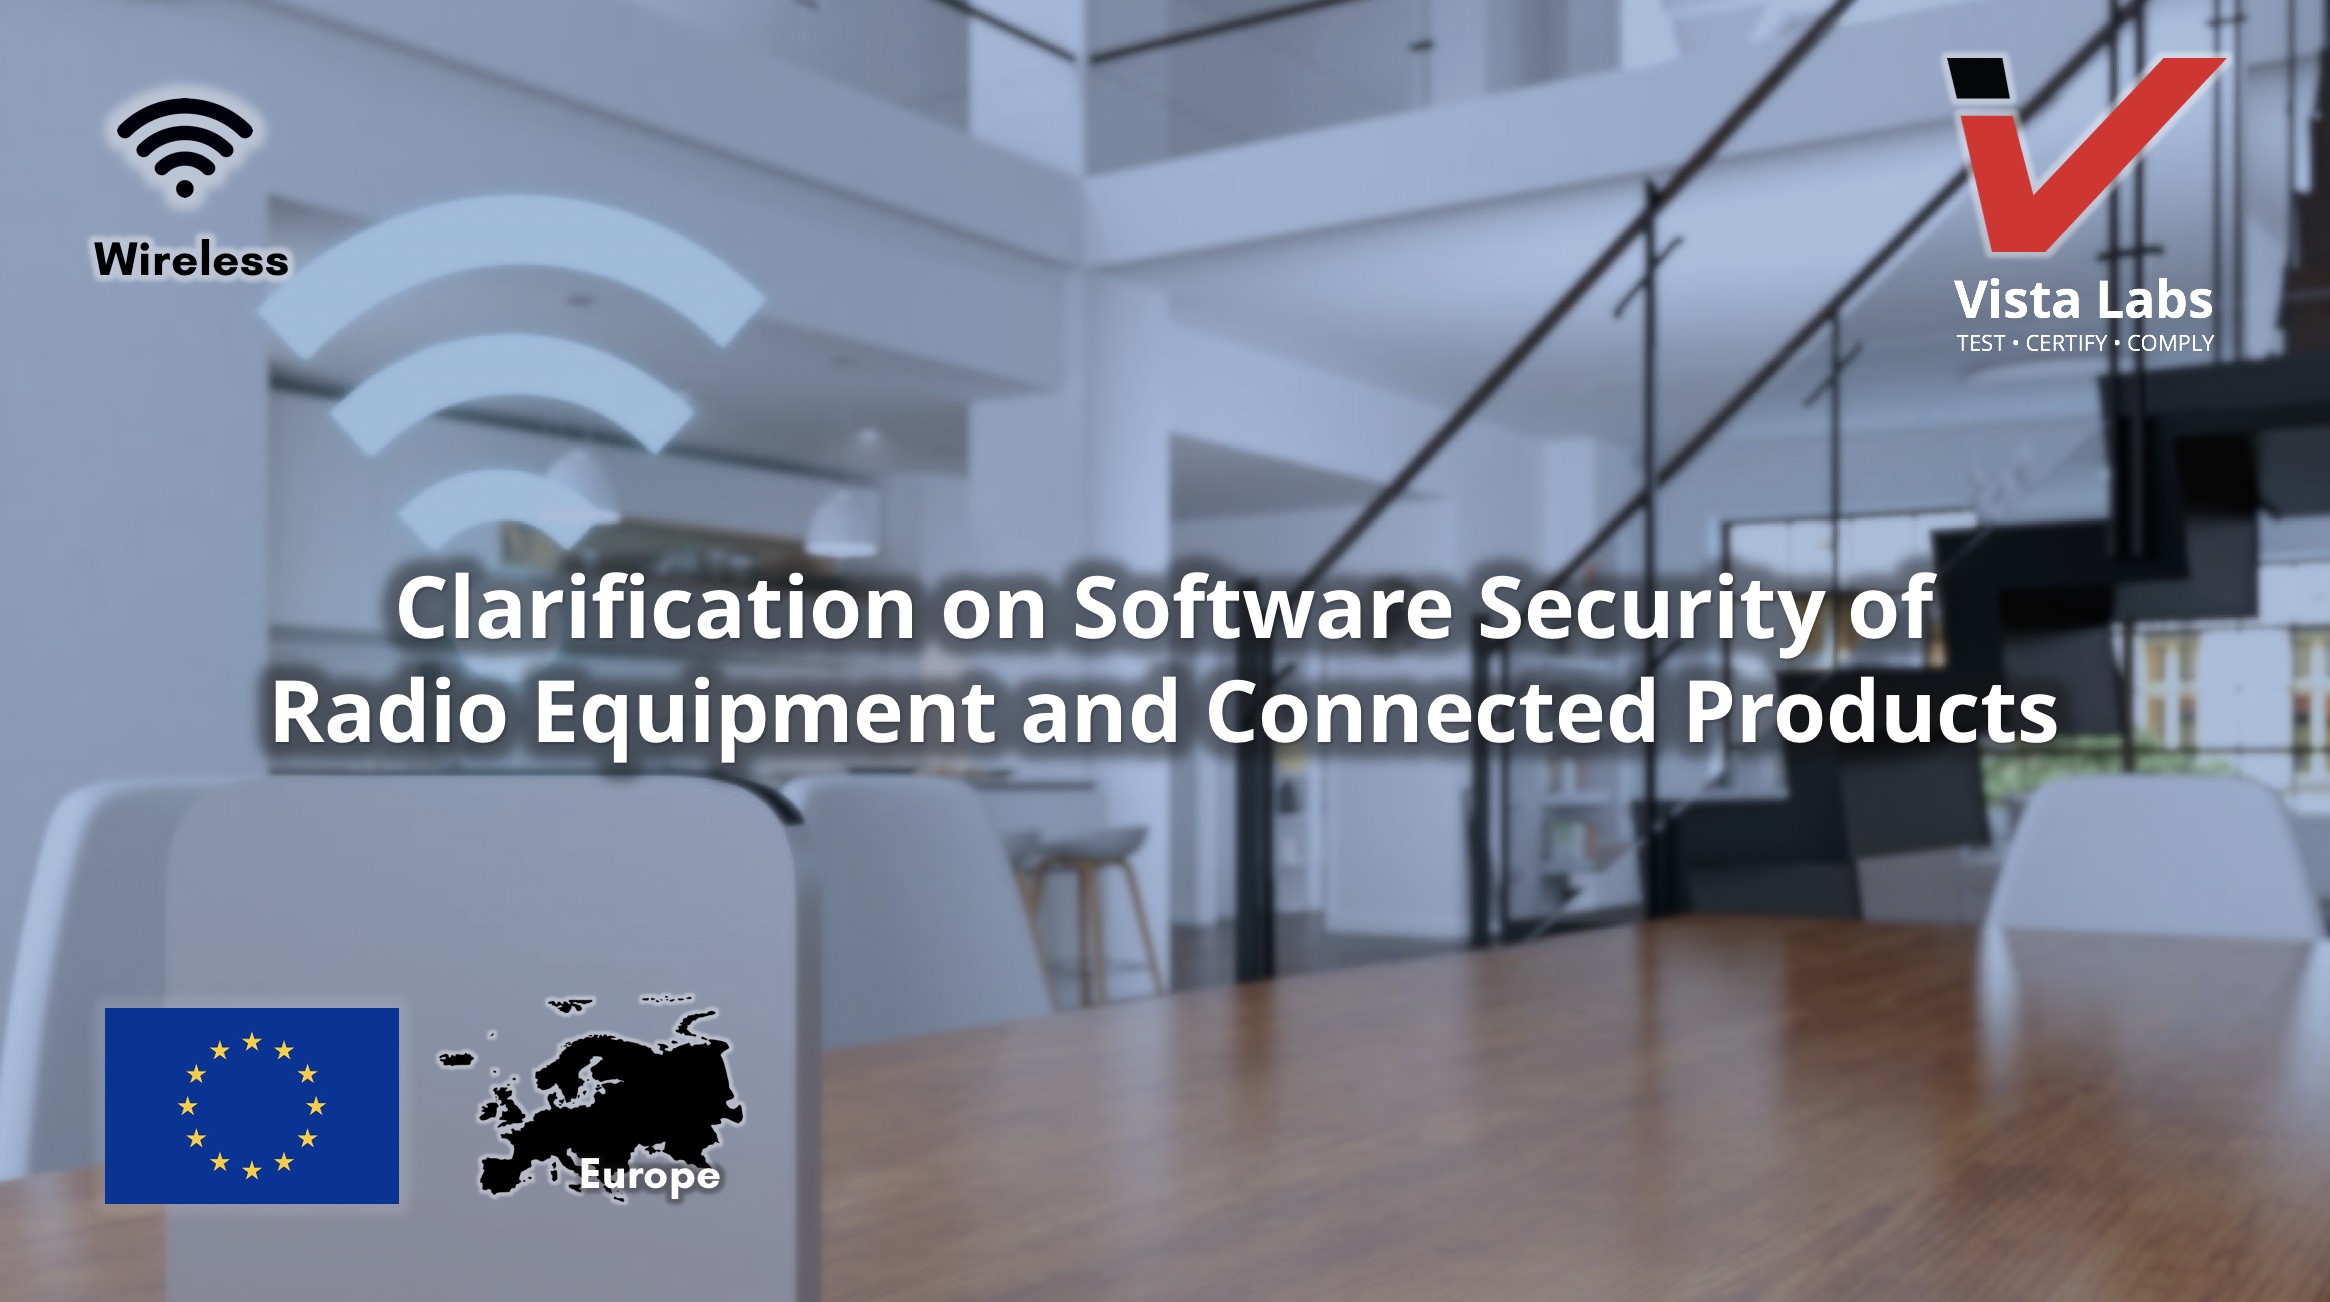 Wireless
Vista Labs
TEST • CERTIFY • COMPLY
Clarification on Software Security of
Radio Equipment and Connected Products
Europe